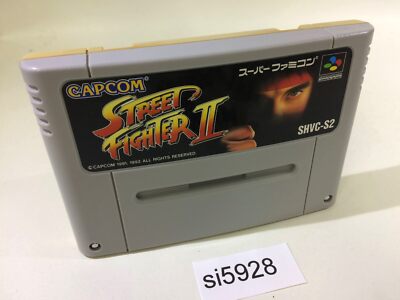 CAPCOM
スーパーファミコン
STREET
FIGHTER II
SHVC-S2
© CAPCOM 1991, 1992 ALL RIGHTS RESERVED
si5928